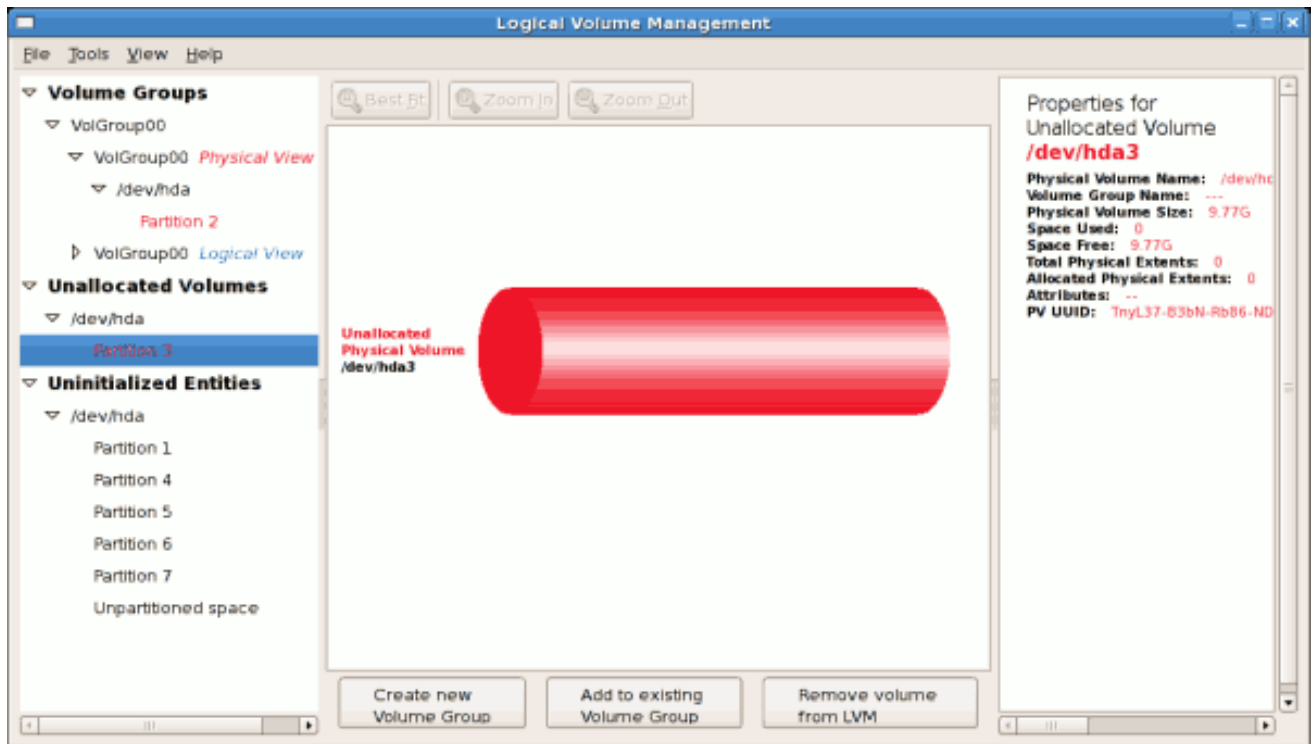 Logical Volume Management
File Tools View Help
Volume Groups
VolGroup00
VolGroup00 Physical View
/dev/hda
Partition 2
VolGroup00 Logical View
Unallocated Volumes
/dev/hda
Partition 3
Uninitialized Entities
/dev/hda
Partition 1
Partition 4
Partition 5
Partition 6
Partition 7
Unpartitioned space
Best Fit Zoom In Zoom Out
Unallocated
Physical Volume
/dev/hda3
Create new
Volume Group
Add to existing
Volume Group
Remove volume
from LVM
Properties for
Unallocated Volume
/dev/hda3
Physical Volume Name: /dev/hd
Volume Group Name: ---
Physical Volume Size: 9.77G
Space Used: 0
Space Free: 9.77G
Total Physical Extents: 0
Allocated Physical Extents: 0
Attributes: --
PV UUID: TnyL37-83bN-Rb86-ND